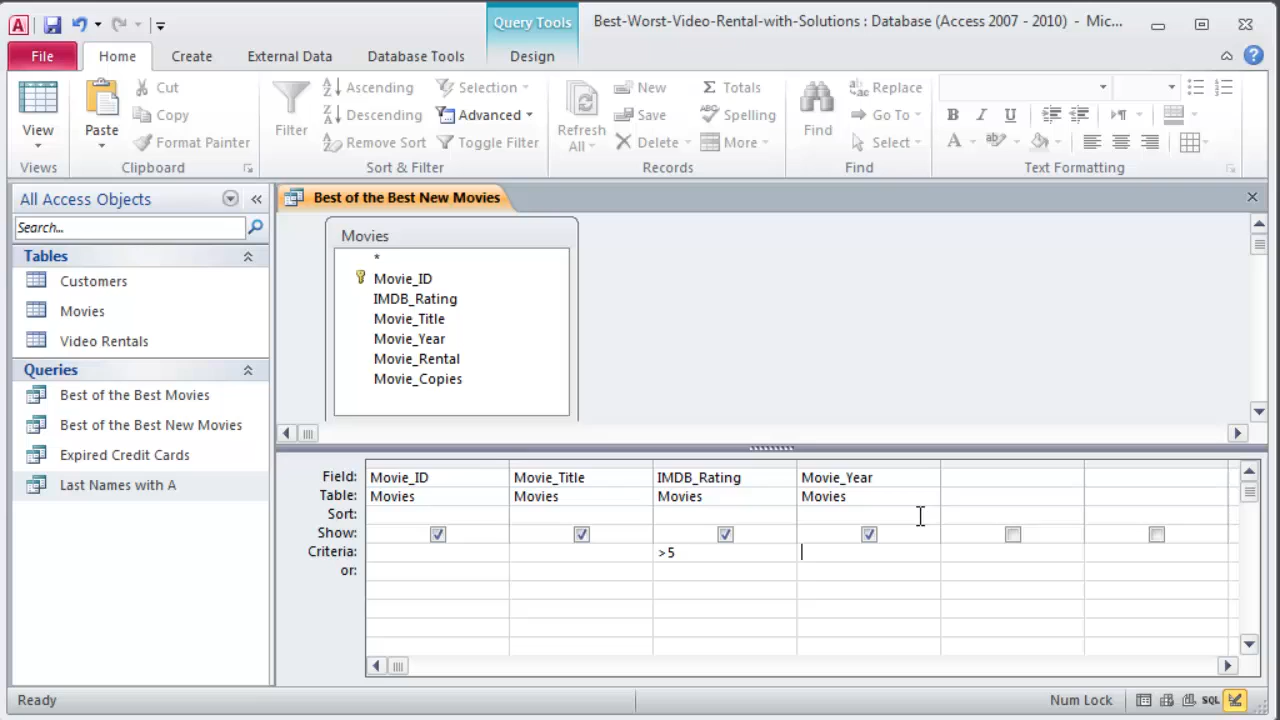 Query Tools
Best-Worst-Video-Rental-with-Solutions : Database (Access 2007 - 2010) - Mic...
File Home Create External Data Database Tools Design
View
Views
Paste
Cut
Copy
Format Painter
Clipboard
Filter
Ascending
Descending
Remove Sort
Selection
Advanced
Toggle Filter
Sort & Filter
Refresh
All
New
Save
Delete
Totals
Spelling
More
Records
Find
Replace
Go To
Select
Find
B I U
A ab
Text Formatting
All Access Objects
Search...
Tables
Customers
Movies
Video Rentals
Queries
Best of the Best Movies
Best of the Best New Movies
Expired Credit Cards
Last Names with A
Best of the Best New Movies
Movies
*
Movie_ID
IMDB_Rating
Movie_Title
Movie_Year
Movie_Rental
Movie_Copies
Field: Movie_ID Movie_Title IMDB_Rating Movie_Year
Table: Movies Movies Movies Movies
Sort:
Show:
Criteria: >5
or:
Ready
Num Lock
SQL